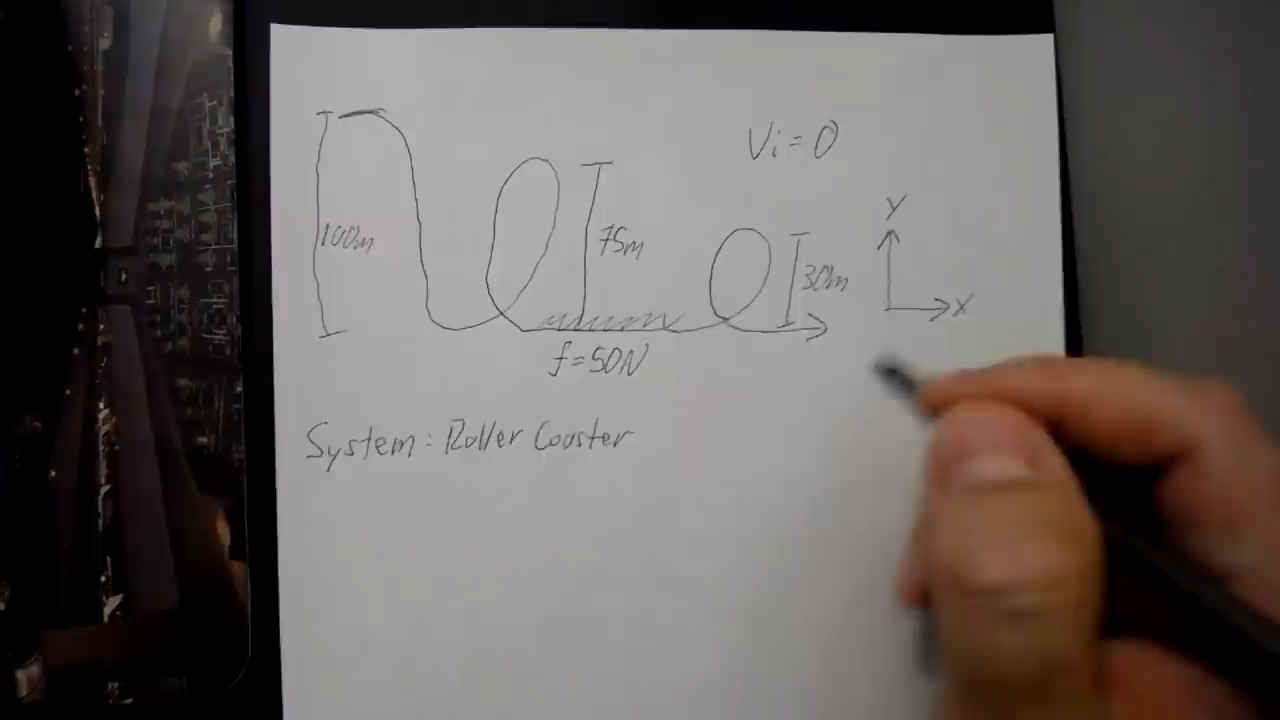 Vi = 0
100m
75m
30m
Y
X
f = 50N
System: Roller Coaster